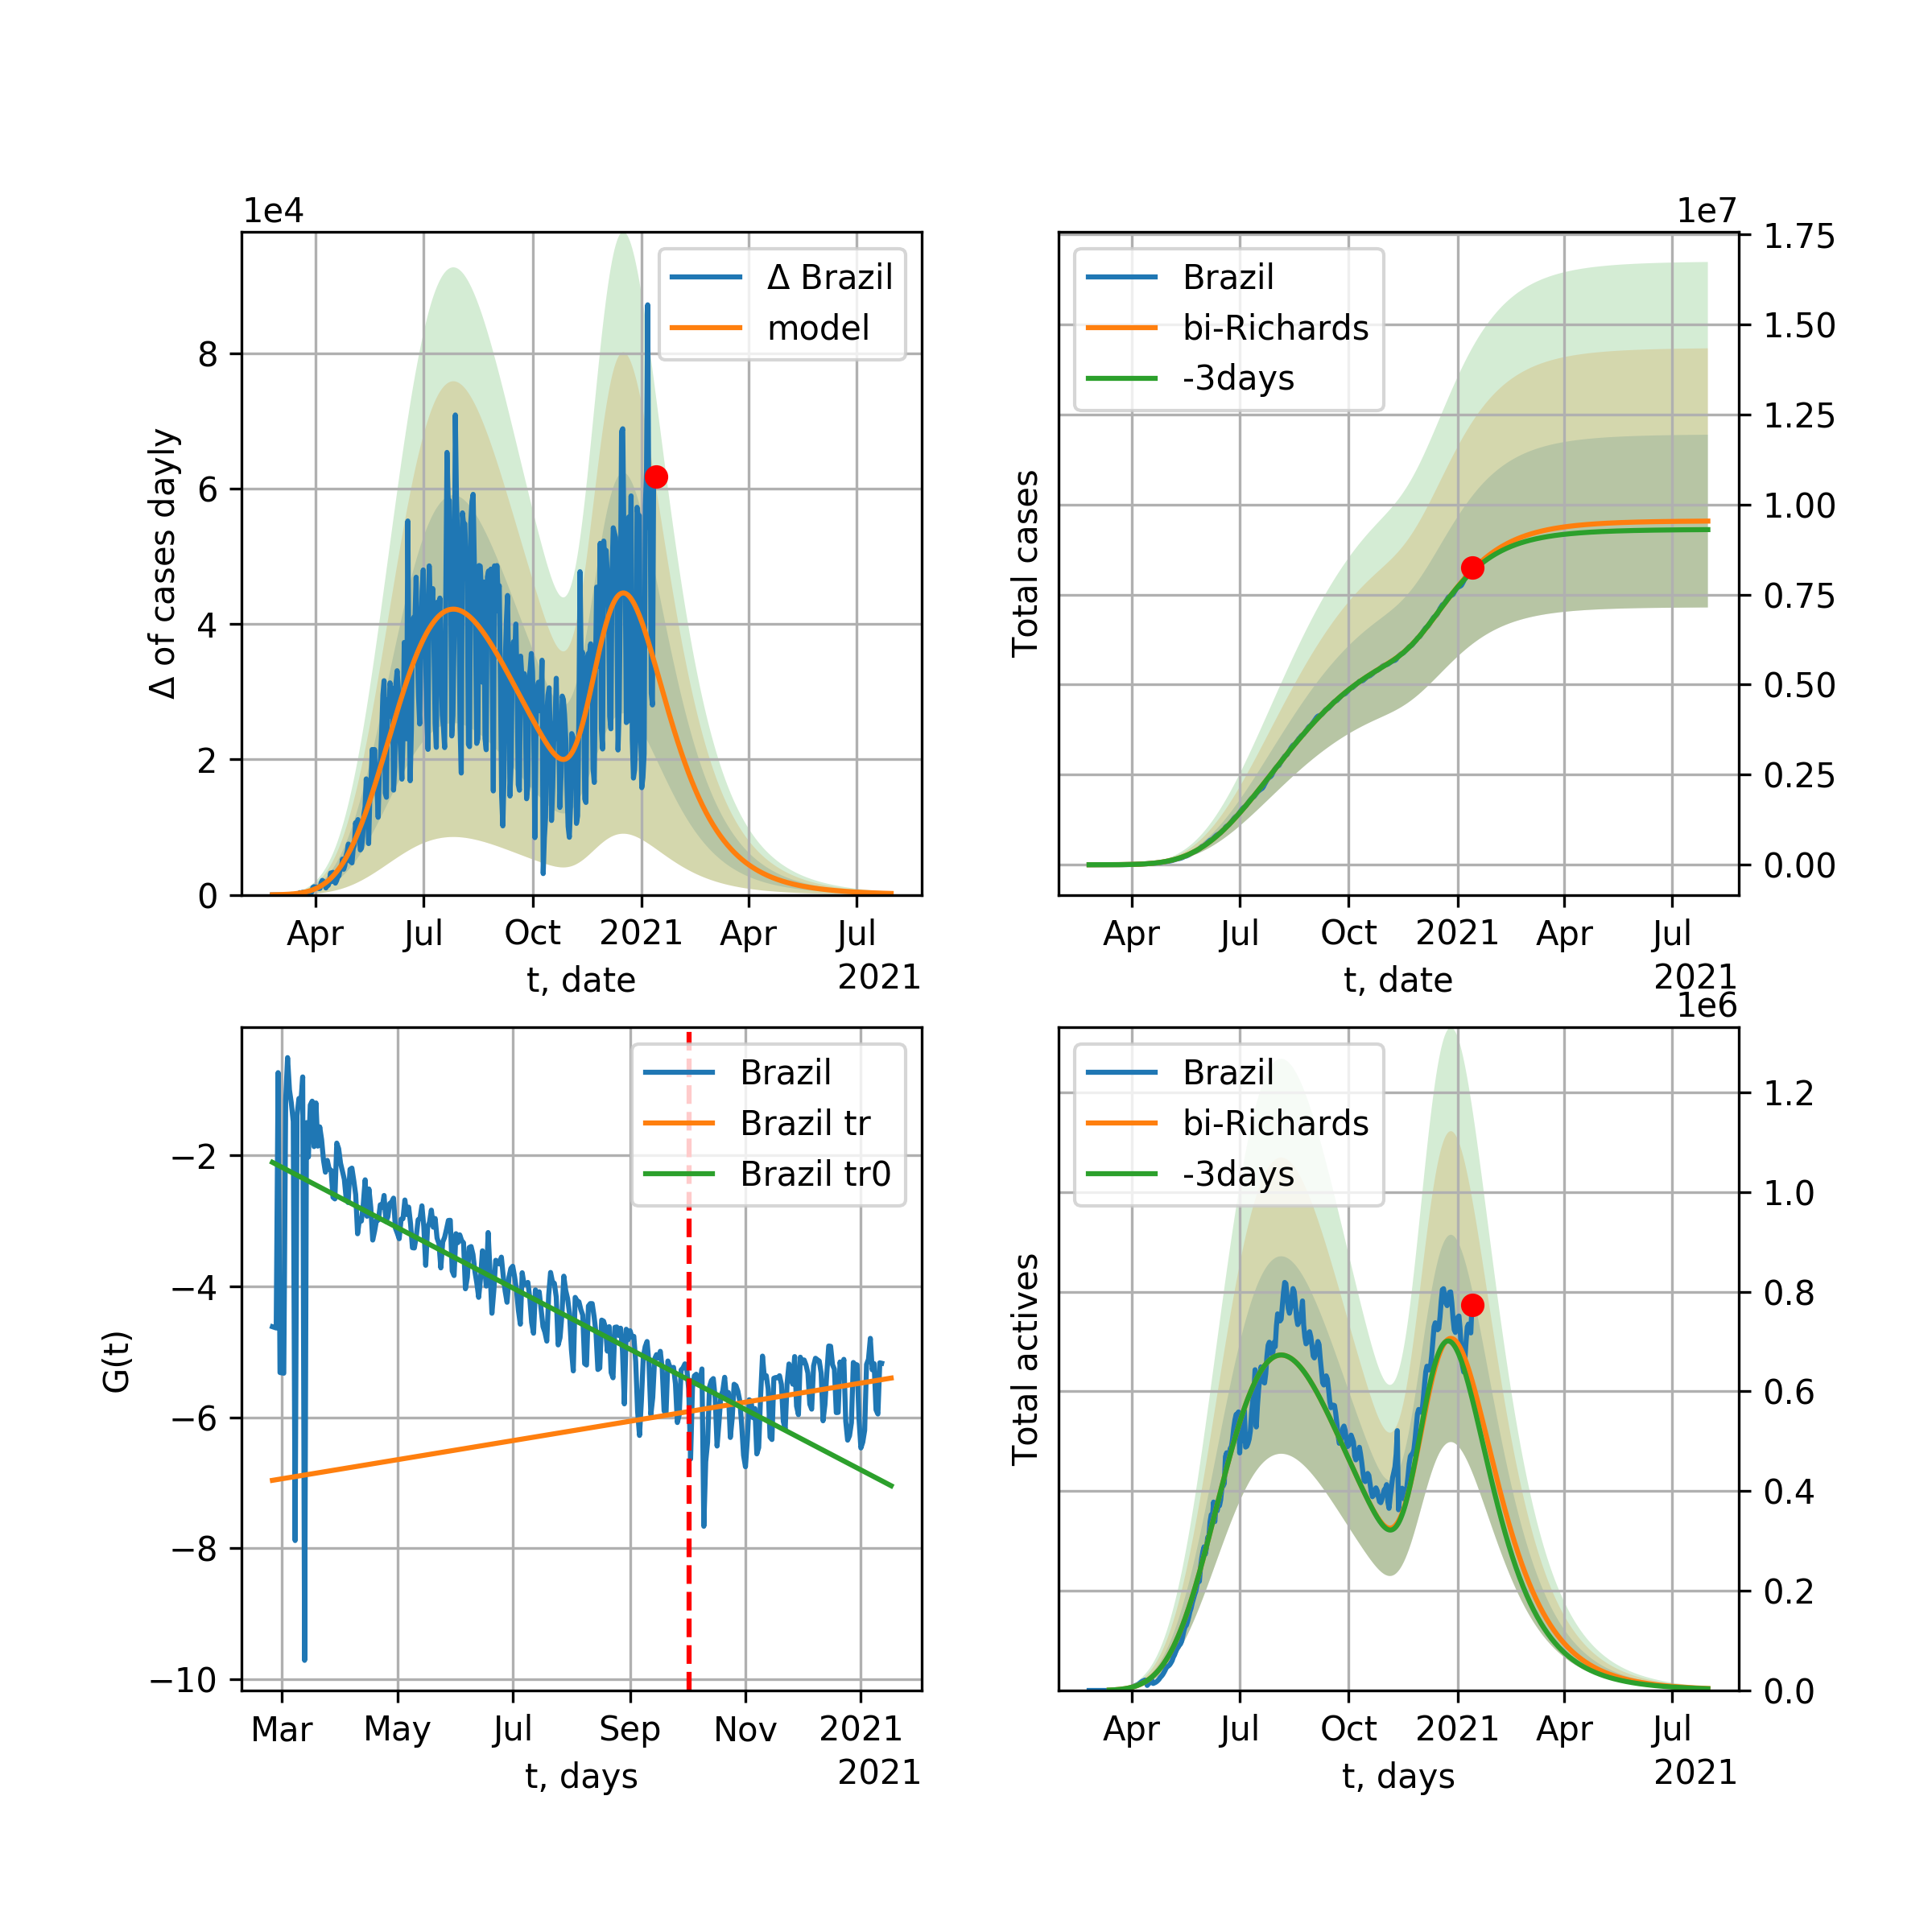 1e4
Δ of cases dayly
8
6
4
2
0
Δ Brazil
model
Apr Jul Oct 2021 Apr Jul
t, date
2021
1e7
Total cases
Brazil
bi-Richards
-3days
1.75
1.50
1.25
1.00
0.75
0.50
0.25
0.00
Apr Jul Oct 2021 Apr Jul
t, date
2021
G(t)
−2
−4
−6
−8
−10
Brazil
Brazil tr
Brazil tr0
Mar May Jul Sep Nov 2021
t, days
2021
1e6
Total actives
Brazil
bi-Richards
-3days
1.2
1.0
0.8
0.6
0.4
0.2
0.0
Apr Jul Oct 2021 Apr Jul
t, days
2021